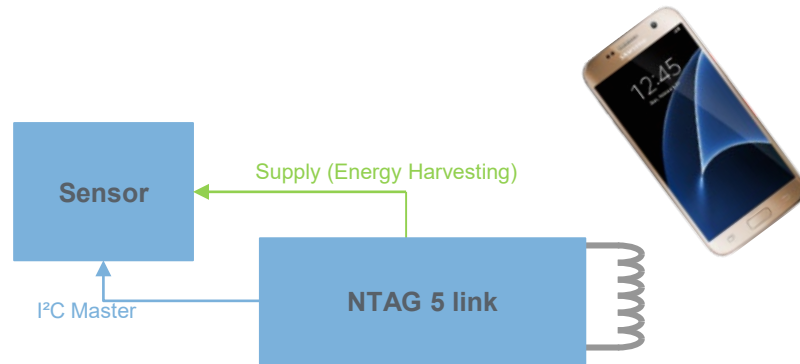 12:45
Supply (Energy Harvesting)
Sensor
NTAG 5 link
I²C Master